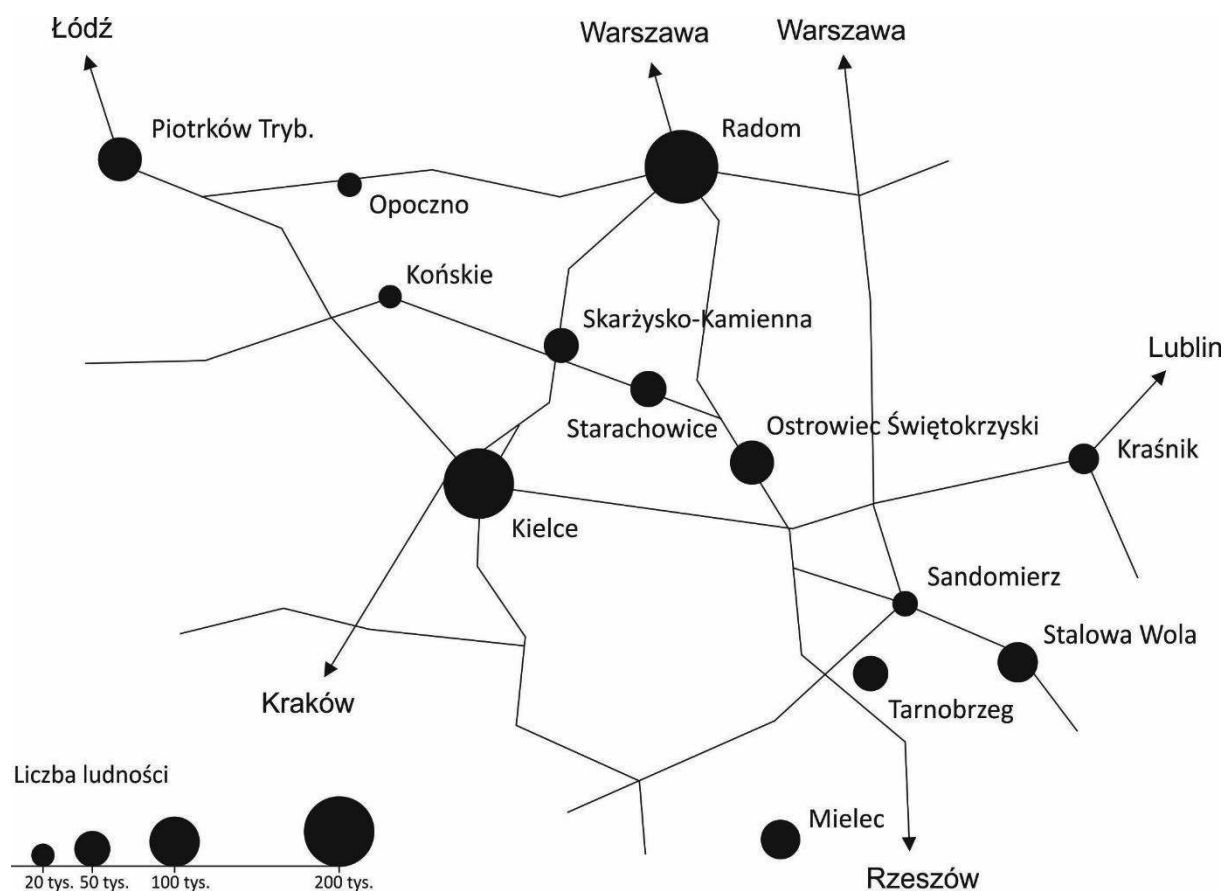 Łódź
Warszawa
Warszawa
Piotrków Tryb.
Radom
Opoczno
Końskie
Skarżysko-Kamienna
Lublin
Starachowice
Ostrowiec Świętokrzyski
Kraśnik
Kielce
Sandomierz
Stalowa Wola
Kraków
Tarnobrzeg
Liczba ludności
Mielec
20 tys.
50 tys.
100 tys.
200 tys.
Rzeszów